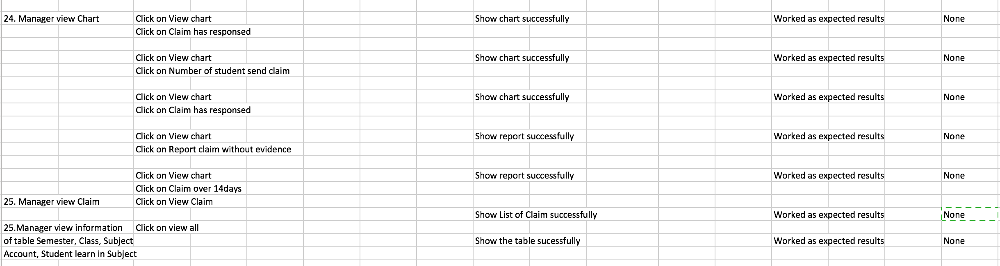 24. Manager view Chart Click on View chart Show chart successfully Worked as expected results None
Click on Claim has responsed
Click on View chart Show chart successfully Worked as expected results None
Click on Number of student send claim
Click on View chart Show chart successfully Worked as expected results None
Click on Claim has responsed
Click on View chart Show report successfully Worked as expected results None
Click on Report claim without evidence
Click on View chart Show report successfully Worked as expected results None
Click on Claim over 14days
25. Manager view Claim Click on View Claim
Show List of Claim successfully Worked as expected results None
25.Manager view information Click on view all
of table Semester, Class, Subject Show the table sucessfully Worked as expected results None
Account, Student learn in Subject